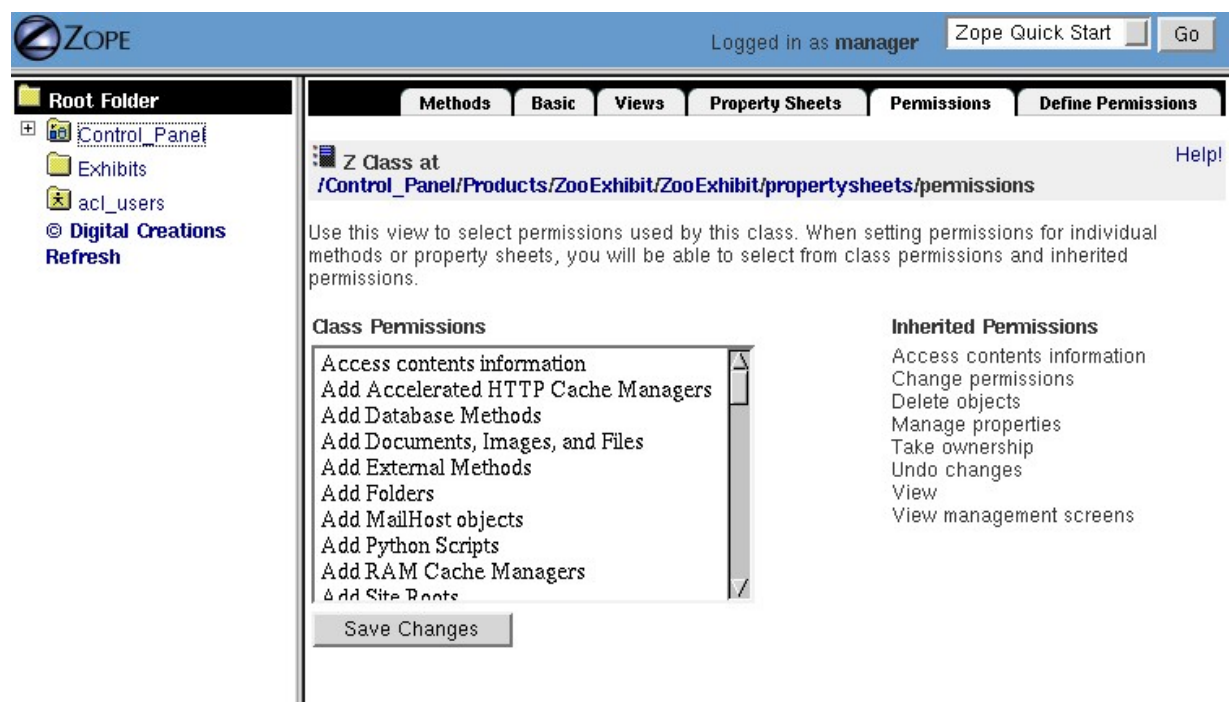 ZOPE
Logged in as manager
Zope Quick Start
Go
Root Folder
Control_Panel
Exhibits
acl_users
© Digital Creations
Refresh
Methods
Basic
Views
Property Sheets
Permissions
Define Permissions
Z Class at
Help!
/Control_Panel/Products/ZooExhibit/ZooExhibit/propertysheets/permissions
Use this view to select permissions used by this class. When setting permissions for individual
methods or property sheets, you will be able to select from class permissions and inherited
permissions.
Class Permissions
Access contents information
Add Accelerated HTTP Cache Managers
Add Database Methods
Add Documents, Images, and Files
Add External Methods
Add Folders
Add MailHost objects
Add Python Scripts
Add RAM Cache Managers
Add Site Roots
Save Changes
Inherited Permissions
Access contents information
Change permissions
Delete objects
Manage properties
Take ownership
Undo changes
View
View management screens